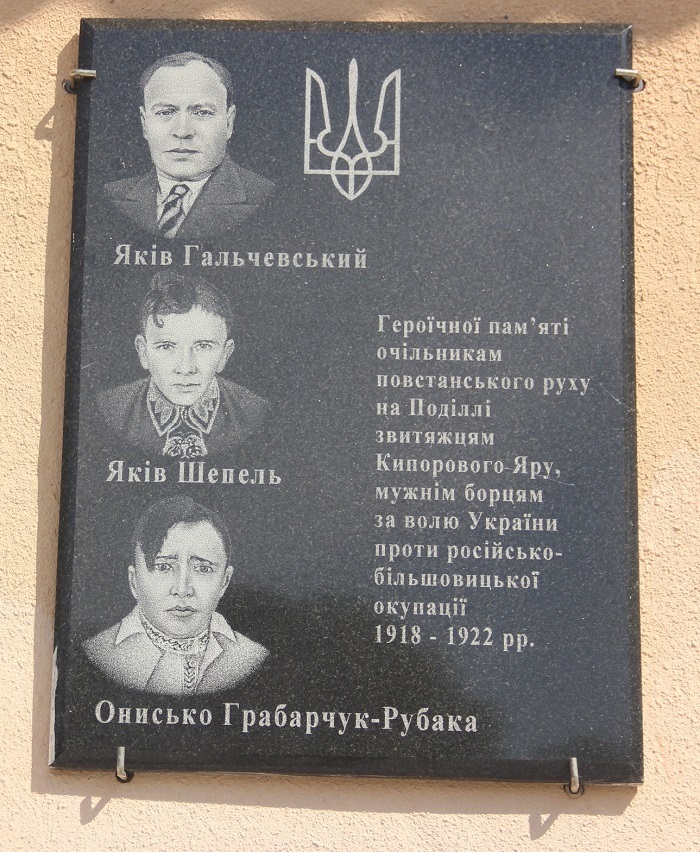 Яків Гальчевський
Яків Шепель
Онисько Грабарчук-Рубака
Героїчної пам’яті
очільникам
повстанського руху
на Поділлі
звитяжцям
Кипорового Яру,
мужнім борцям
за волю України
проти російсько-
більшовицької
окупації
1918 - 1922 рр.